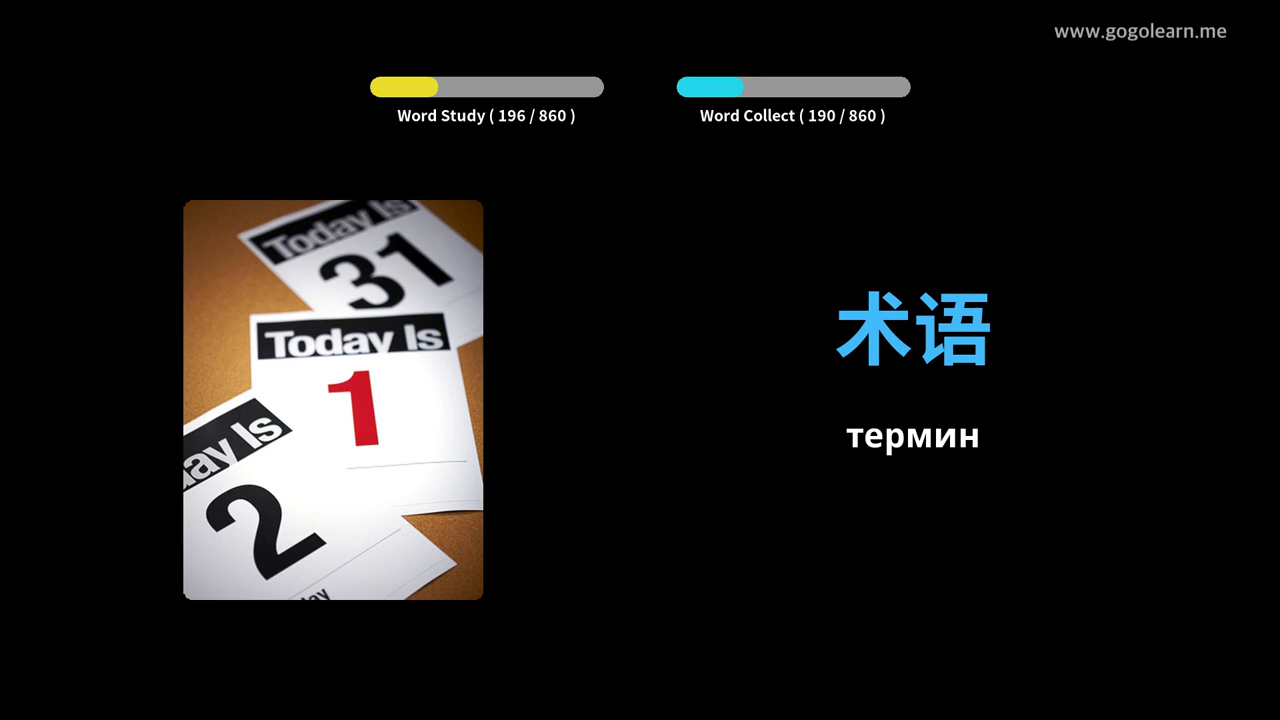 www.gogolearn.me
Word Study ( 196 / 860 )
Word Collect ( 190 / 860 )
Today Is
31
Today Is
1
day Is
2
术语
термин